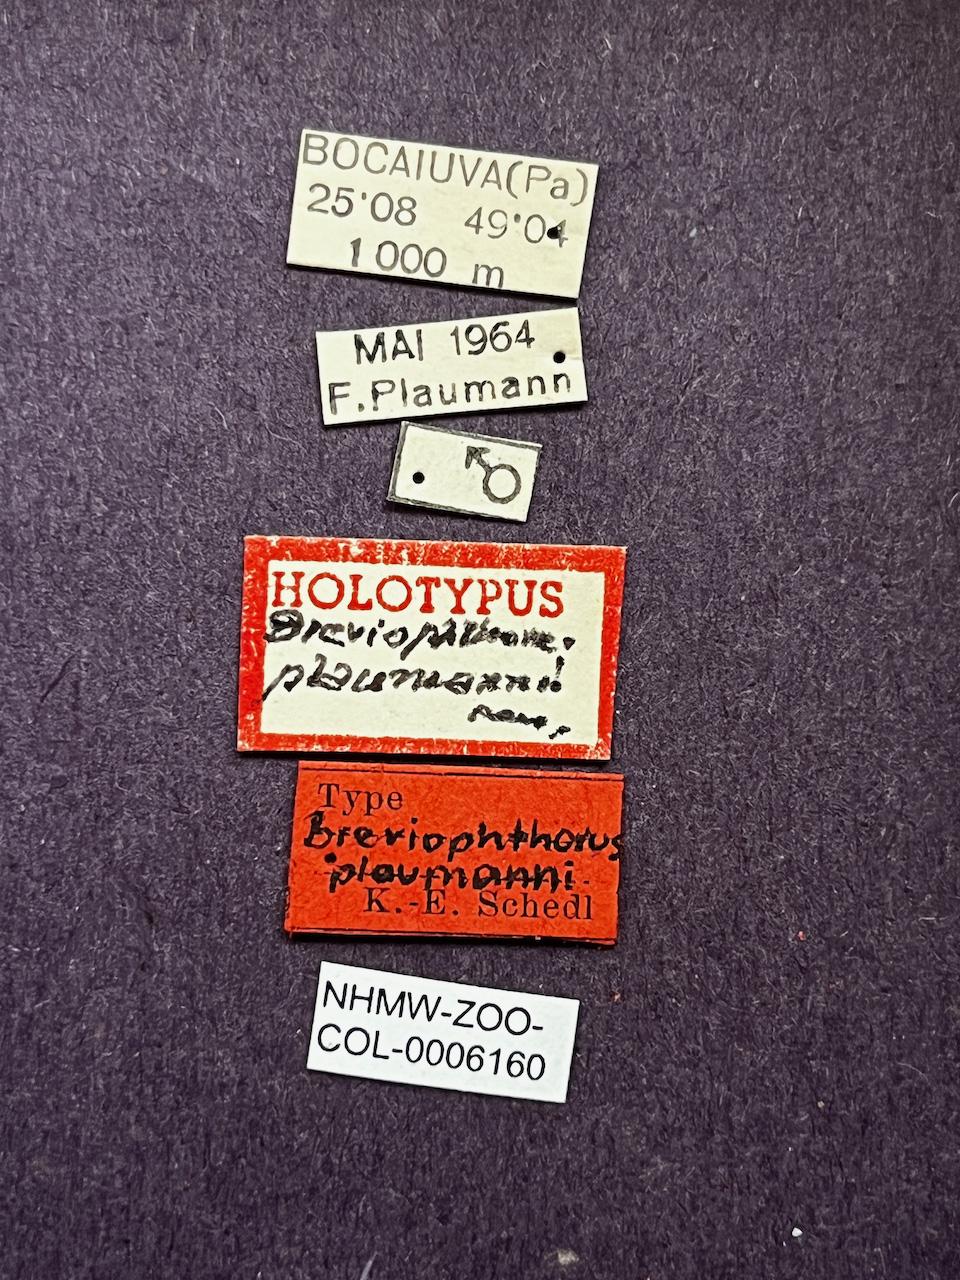 BOCAIUVA(Pa)
25'08 49'04
1000 m
MAI 1964
F.Plaumann
♂
HOLOTYPUS
plaumanni
Type
breviophthorus
plaumanni
K.-E. Schedl
NHMW-ZOO-
COL-0006160